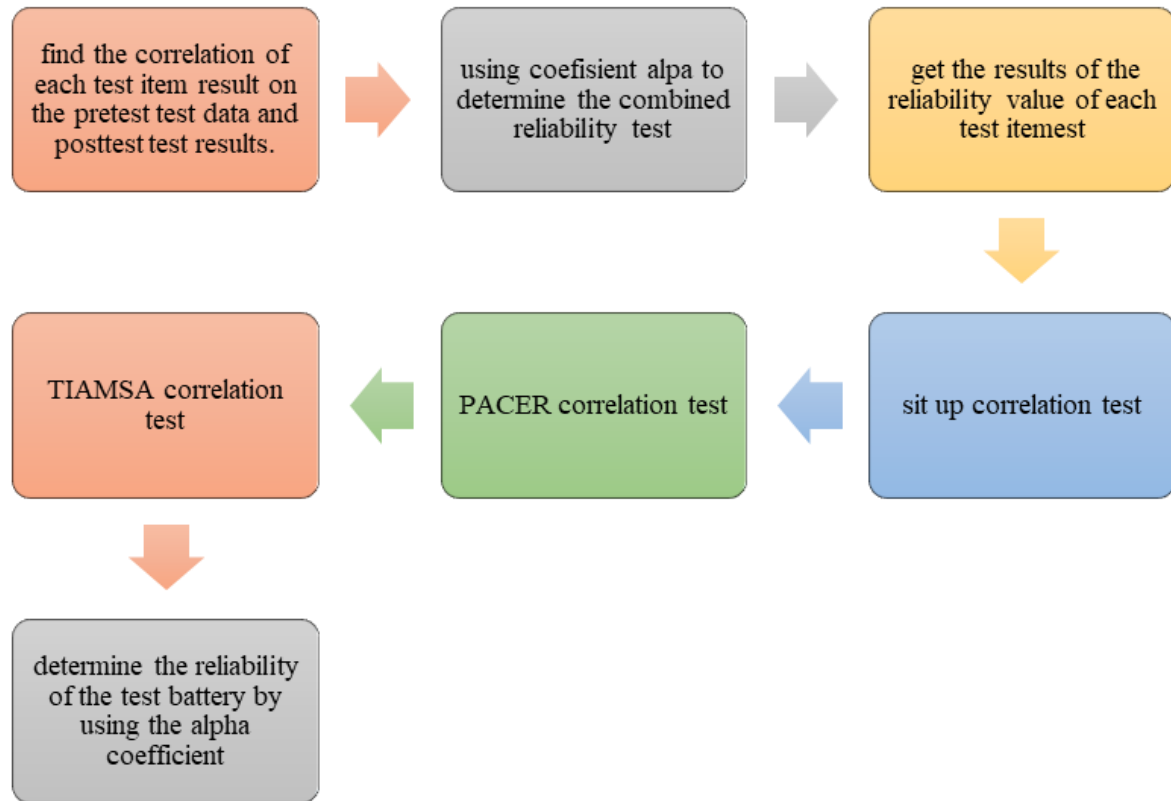 find the correlation of
each test item result on
the pretest test data and
posttest test results.
using coefisient alpa to
determine the combined
reliability test
get the results of the
reliability value of each
test itemest
sit up correlation test
PACER correlation test
TIAMSA correlation
test
determine the reliability
of the test battery by
using the alpha
coefficient